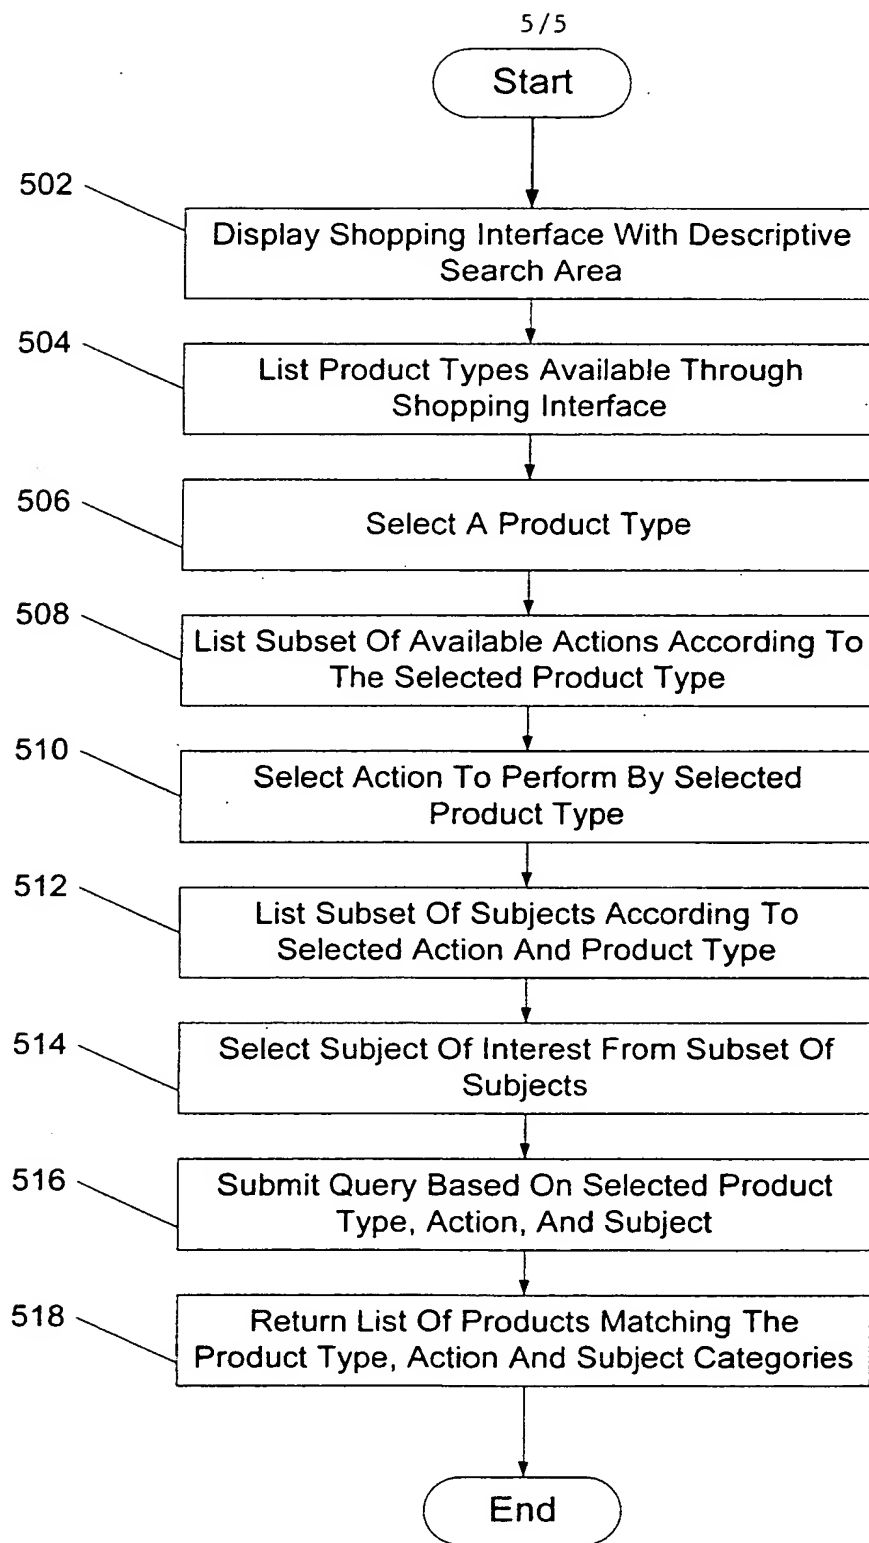 5/5
Start
502
Display Shopping Interface With Descriptive
Search Area
504
List Product Types Available Through
Shopping Interface
506
Select A Product Type
508
List Subset Of Available Actions According To
The Selected Product Type
510
Select Action To Perform By Selected
Product Type
512
List Subset Of Subjects According To
Selected Action And Product Type
514
Select Subject Of Interest From Subset Of
Subjects
516
Submit Query Based On Selected Product
Type, Action, And Subject
518
Return List Of Products Matching The
Product Type, Action And Subject Categories
End